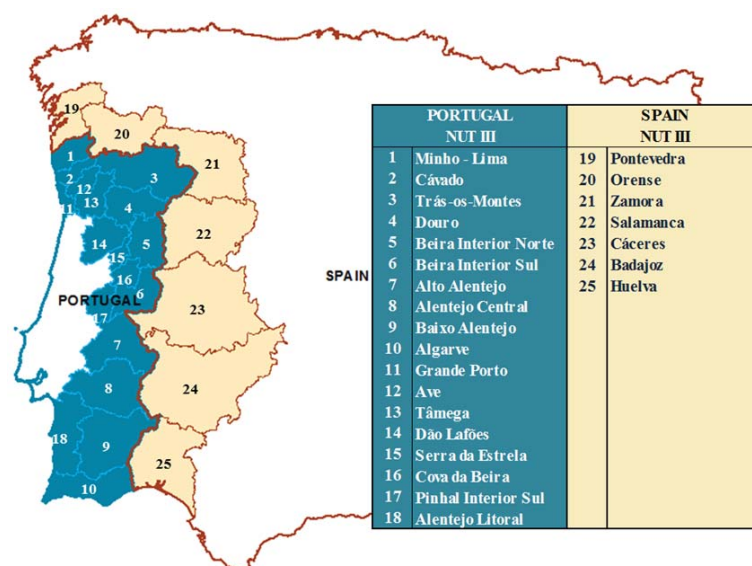 19
20
21
22
23
24
25
1
2
12
3
11
13
4
14
15
5
16
6
17
7
8
18
9
10
PORTUGAL
SPAIN
PORTUGAL
NUT III
1 Minho - Lima
2 Cávado
3 Trás-os-Montes
4 Douro
5 Beira Interior Norte
6 Beira Interior Sul
7 Alto Alentejo
8 Alentejo Central
9 Baixo Alentejo
10 Algarve
11 Grande Porto
12 Ave
13 Tâmega
14 Dão Lafões
15 Serra da Estrela
16 Cova da Beira
17 Pinhal Interior Sul
18 Alentejo Litoral
SPAIN
NUT III
19 Pontevedra
20 Orense
21 Zamora
22 Salamanca
23 Cáceres
24 Badajoz
25 Huelva